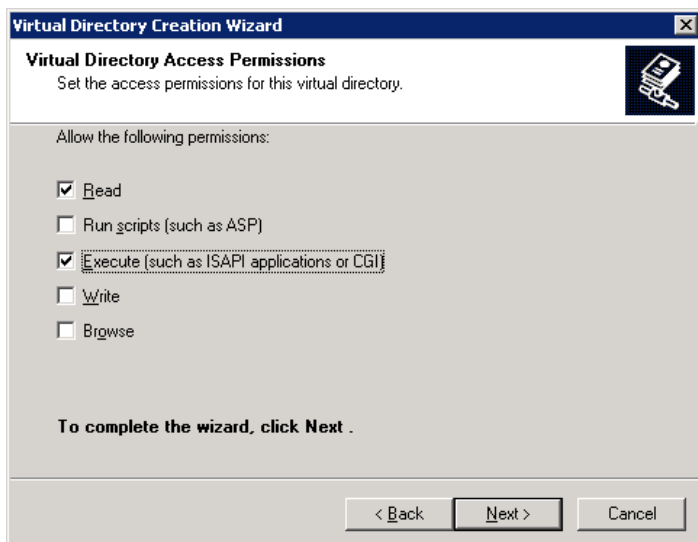 Virtual Directory Creation Wizard
Virtual Directory Access Permissions
Set the access permissions for this virtual directory.
Allow the following permissions:
Read
Run scripts (such as ASP)
Execute (such as ISAPI applications or CGI)
Write
Browse
To complete the wizard, click Next .
< Back
Next >
Cancel